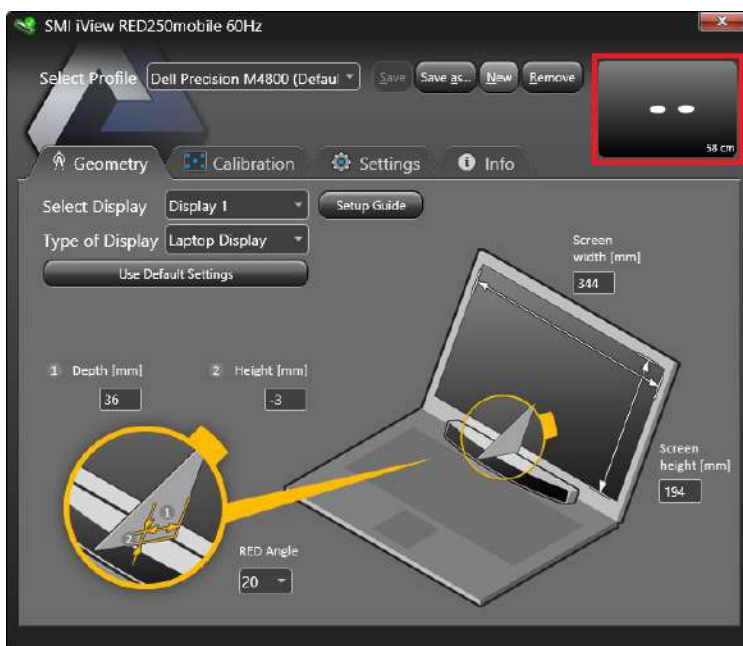 SMI iView RED250mobile 60Hz
Select Profile Dell Precision M4800 (Defaul Save Save as... New Remove
58 cm
Geometry Calibration Settings Info
Select Display Display 1 Setup Guide
Type of Display Laptop Display
Use Default Settings
Screen
width [mm]
344
1 Depth [mm] 2 Height [mm]
36 -3
Screen
height [mm]
194
1
2
RED Angle
20